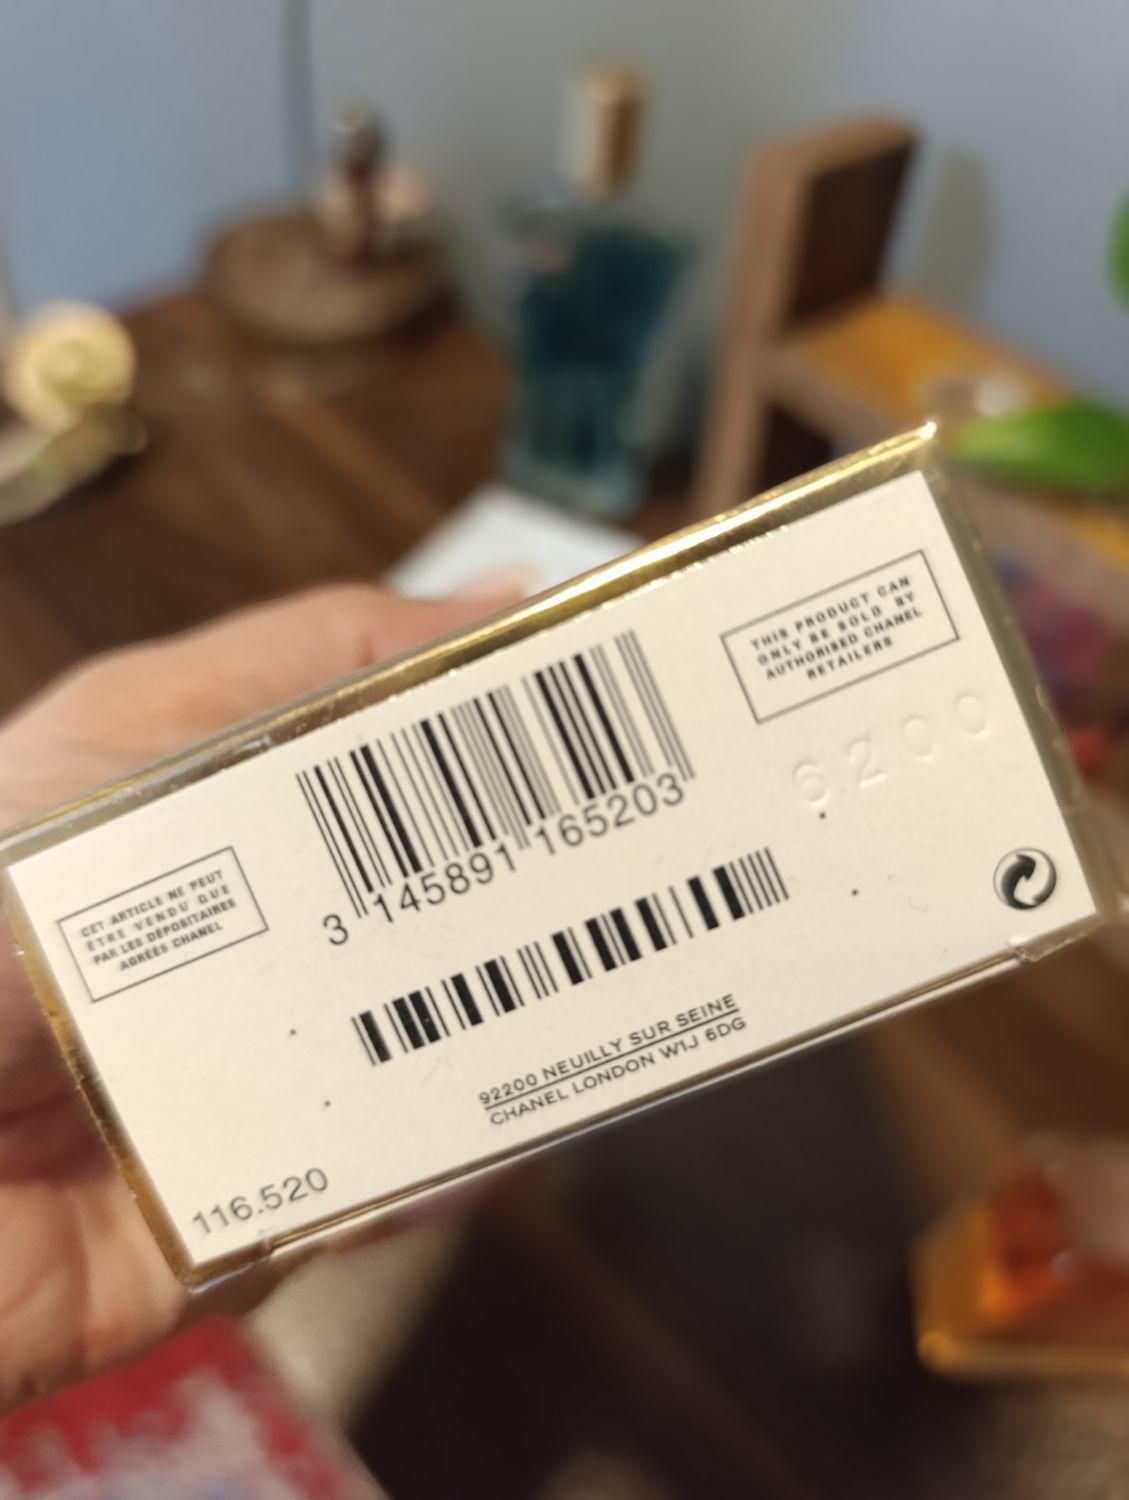 THIS PRODUCT CAN
ONLY BE SOLD BY
AUTHORISED CHANEL
RETAILERS
6200
3 145891 165203
CET ARTICLE NE PEUT
ÊTRE VENDU QUE
PAR LES DÉPOSITAIRES
AGRÉÉS CHANEL
92200 NEUILLY SUR SEINE
CHANEL LONDON W1J 6DG
116.520